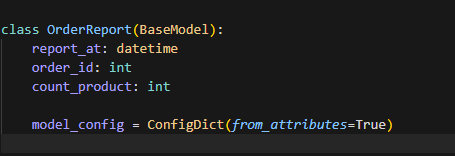 class OrderReport(BaseModel):
    report_at: datetime
    order_id: int
    count_product: int
    model_config = ConfigDict(from_attributes=True)